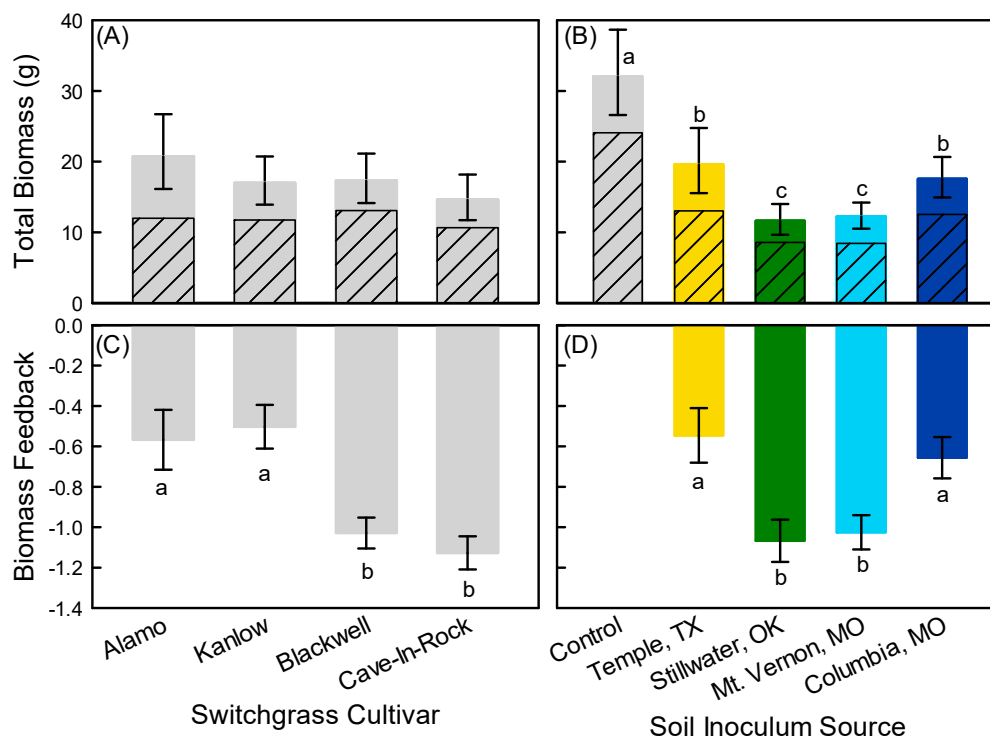 Total Biomass (g)
40
30
20
10
0
(A)
(B)
a
b
c
c
b
Biomass Feedback
0.0
-0.2
-0.4
-0.6
-0.8
-1.0
-1.2
-1.4
(C)
a
a
b
b
(D)
a
b
b
a
Alamo
Kanlow
Blackwell
Cave-In-Rock
Switchgrass Cultivar
Control
Temple, TX
Stillwater, OK
Mt. Vernon, MO
Columbia, MO
Soil Inoculum Source